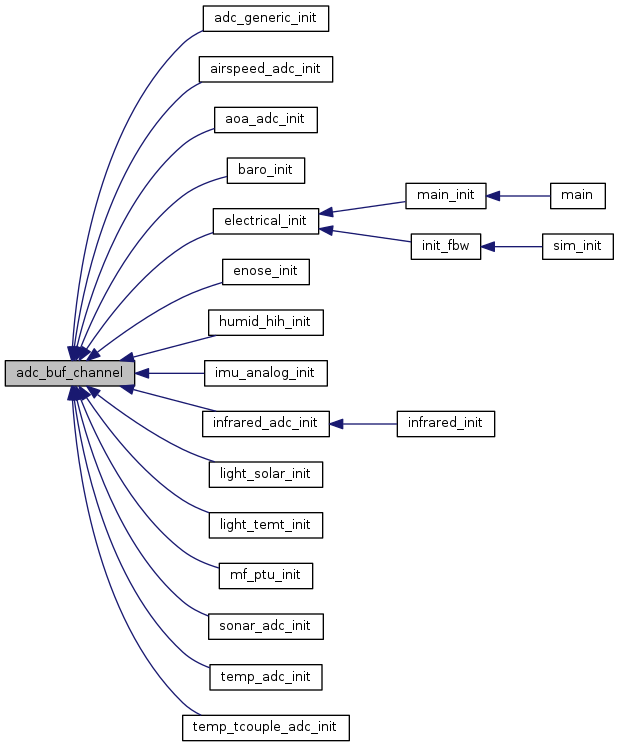 adc_generic_init
airspeed_adc_init
aoa_adc_init
baro_init
main_init
main
electrical_init
init_fbw
sim_init
enose_init
humid_hih_init
adc_buf_channel
imu_analog_init
infrared_adc_init
infrared_init
light_solar_init
light_temt_init
mf_ptu_init
sonar_adc_init
temp_adc_init
temp_tcouple_adc_init